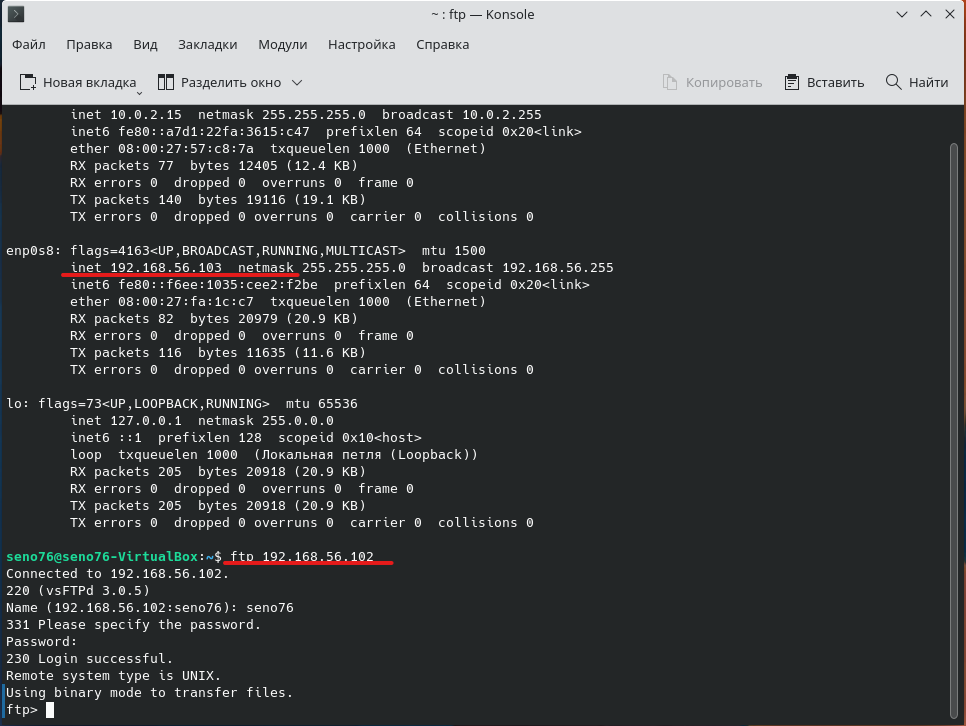 ~ : ftp — Konsole
Файл Правка Вид Закладки Модули Настройка Справка
Новая вкладка Разделить окно Копировать Вставить Найти
inet 10.0.2.15 netmask 255.255.255.0 broadcast 10.0.2.255
inet6 fe80::a7d1:22fa:3615:c47 prefixlen 64 scopeid 0x20<link>
ether 08:00:27:57:c8:7a txqueuelen 1000 (Ethernet)
RX packets 77 bytes 12405 (12.4 KB)
RX errors 0 dropped 0 overruns 0 frame 0
TX packets 140 bytes 19116 (19.1 KB)
TX errors 0 dropped 0 overruns 0 carrier 0 collisions 0
enp0s8: flags=4163<UP,BROADCAST,RUNNING,MULTICAST> mtu 1500
inet 192.168.56.103 netmask 255.255.255.0 broadcast 192.168.56.255
inet6 fe80::f6ee:1035:cee2:f2be prefixlen 64 scopeid 0x20<link>
ether 08:00:27:fa:1c:c7 txqueuelen 1000 (Ethernet)
RX packets 82 bytes 20979 (20.9 KB)
RX errors 0 dropped 0 overruns 0 frame 0
TX packets 116 bytes 11635 (11.6 KB)
TX errors 0 dropped 0 overruns 0 carrier 0 collisions 0
lo: flags=73<UP,LOOPBACK,RUNNING> mtu 65536
inet 127.0.0.1 netmask 255.0.0.0
inet6 ::1 prefixlen 128 scopeid 0x10<host>
loop txqueuelen 1000 (Локальная петля (Loopback))
RX packets 205 bytes 20918 (20.9 KB)
RX errors 0 dropped 0 overruns 0 frame 0
TX packets 205 bytes 20918 (20.9 KB)
TX errors 0 dropped 0 overruns 0 carrier 0 collisions 0
seno76@seno76-VirtualBox:~$ ftp 192.168.56.102
Connected to 192.168.56.102.
220 (vsFTPd 3.0.5)
Name (192.168.56.102:seno76): seno76
331 Please specify the password.
Password:
230 Login successful.
Remote system type is UNIX.
Using binary mode to transfer files.
ftp>